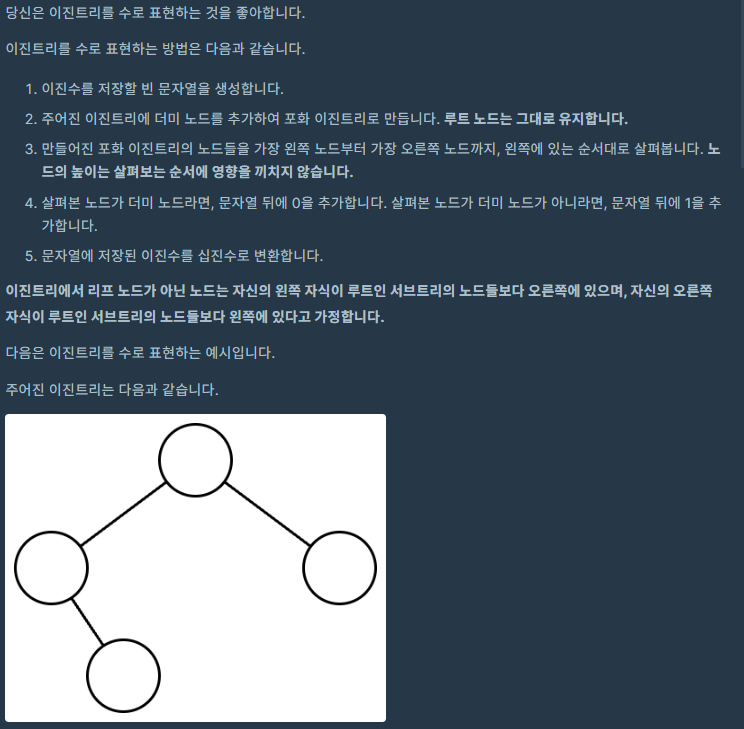 당신은 이진트리를 수로 표현하는 것을 좋아합니다.
이진트리를 수로 표현하는 방법은 다음과 같습니다.
1. 이진수를 저장할 빈 문자열을 생성합니다.
2. 주어진 이진트리에 더미 노드를 추가하여 포화 이진트리로 만듭니다. 루트 노드는 그대로 유지합니다.
3. 만들어진 포화 이진트리의 노드들을 가장 왼쪽 노드부터 가장 오른쪽 노드까지, 왼쪽에 있는 순서대로 살펴봅니다. 노
드의 높이는 살펴보는 순서에 영향을 끼치지 않습니다.
4. 살펴본 노드가 더미 노드라면, 문자열 뒤에 0을 추가합니다. 살펴본 노드가 더미 노드가 아니라면, 문자열 뒤에 1을 추
가합니다.
5. 문자열에 저장된 이진수를 십진수로 변환합니다.
이진트리에서 리프 노드가 아닌 노드는 자신의 왼쪽 자식이 루트인 서브트리의 노드들보다 오른쪽에 있으며, 자신의 오른쪽
자식이 루트인 서브트리의 노드들보다 왼쪽에 있다고 가정합니다.
다음은 이진트리를 수로 표현하는 예시입니다.
주어진 이진트리는 다음과 같습니다.